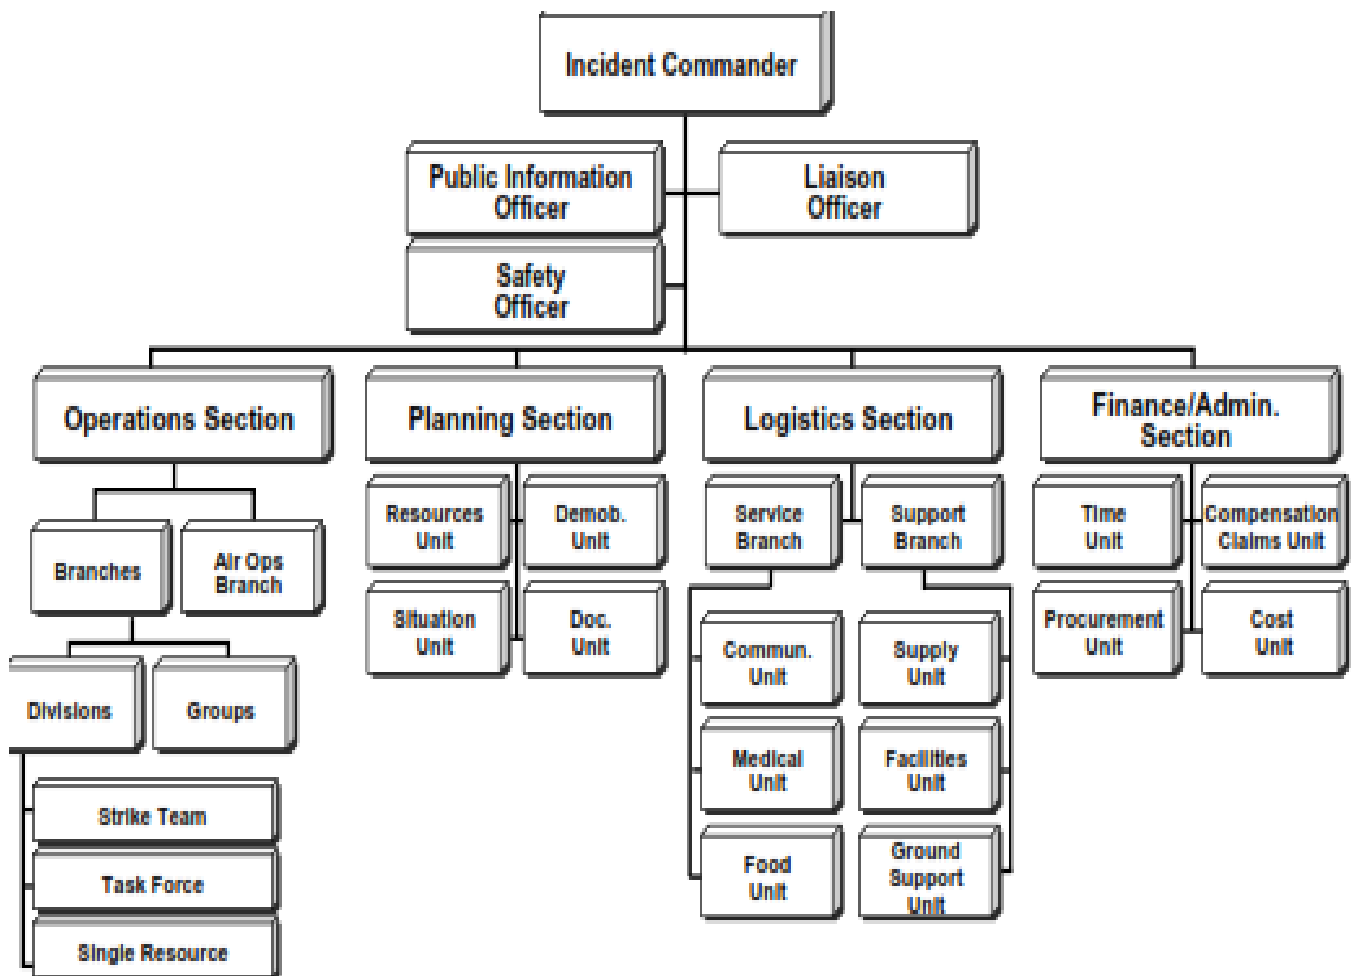 Incident Commander
Public Information
Officer
Liaison
Officer
Safety
Officer
Operations Section
Planning Section
Logistics Section
Finance/Admin.
Section
Branches
Air Ops
Branch
Divisions
Groups
Strike Team
Task Force
Single Resource
Resources
Unit
Demob.
Unit
Situation
Unit
Doc.
Unit
Service
Branch
Support
Branch
Commun.
Unit
Supply
Unit
Medical
Unit
Facilities
Unit
Food
Unit
Ground
Support
Unit
Time
Unit
Compensation
Claims Unit
Procurement
Unit
Cost
Unit